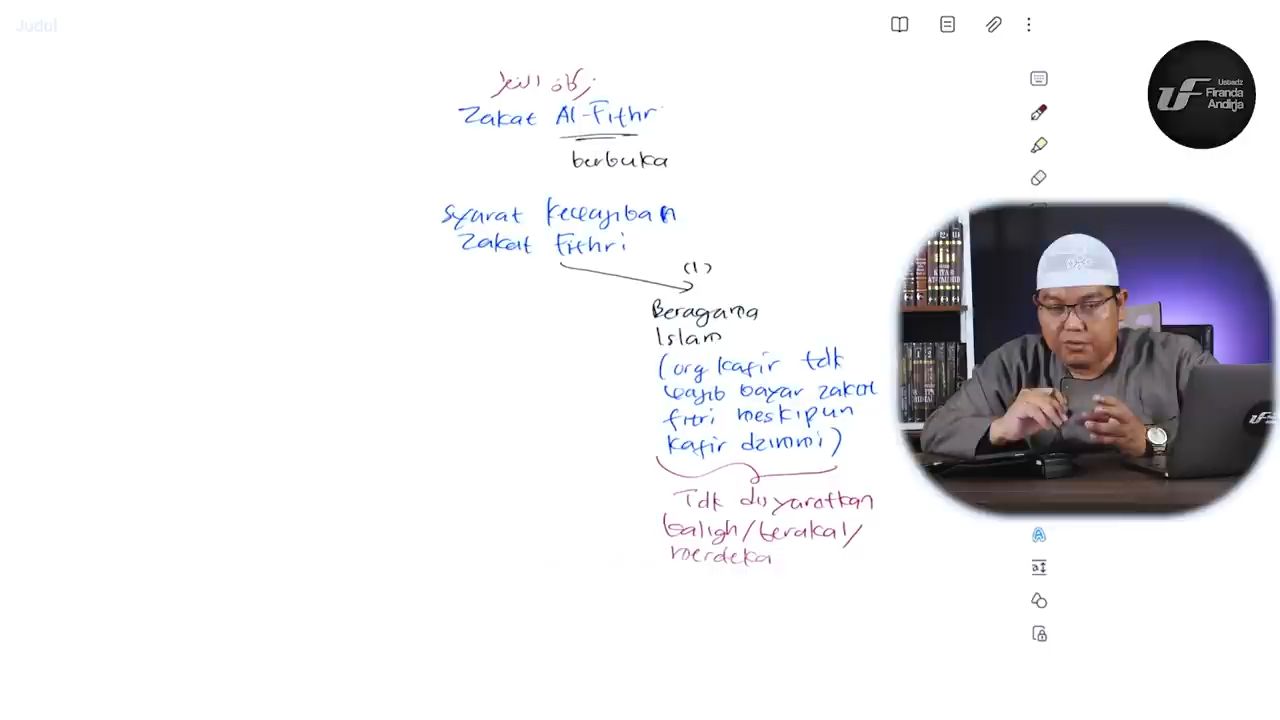 Judul
زكاة الفطر
Zakat Al-Fithr
berbuka
Syarat kewajiban
Zakat Fithri
(1)
Beragama
Islam
(org kafir tdk
wajib bayar zakat
fitri meskipun
kafir dzimmi)
Tdk disyaratkan
baligh/berakal/
merdeka
Ustadz
Firanda
Andirja